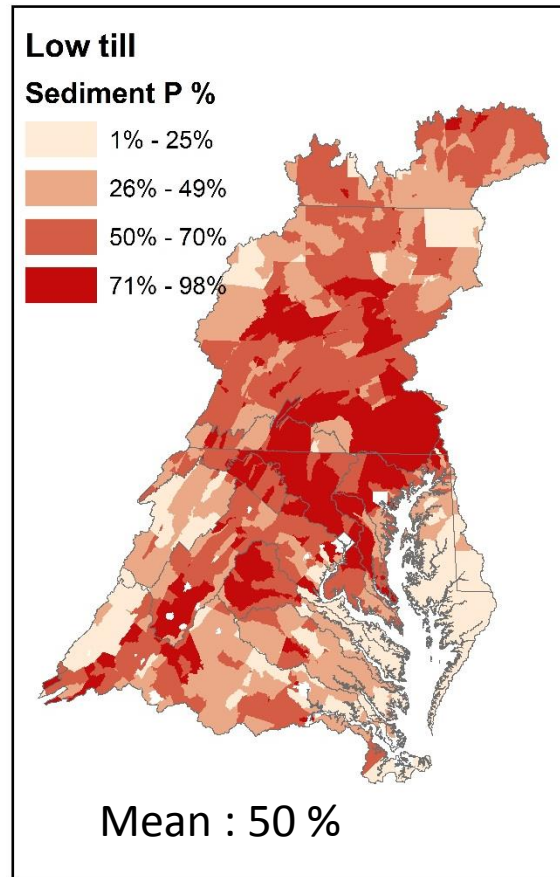 Low till
Sediment P %
1% - 25%
26% - 49%
50% - 70%
71% - 98%
Mean : 50 %